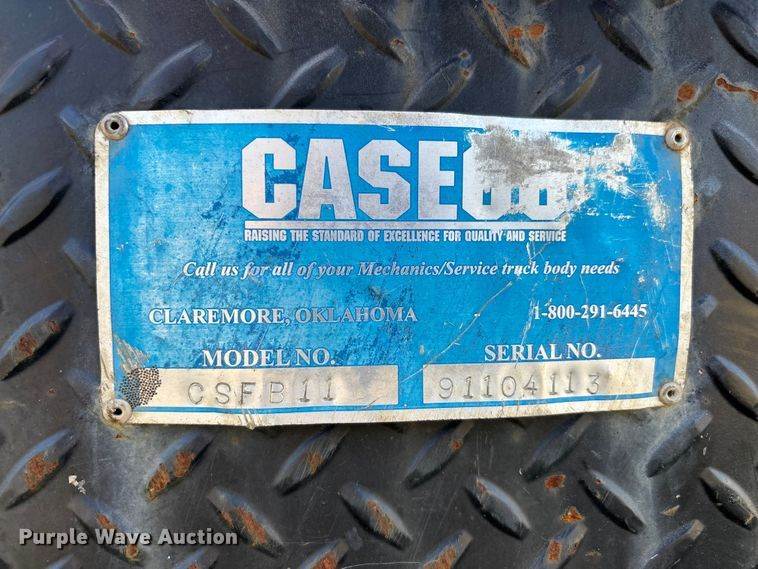 RAISING THE STANDARD OF EXCELLENCE FOR QUALITY AND SERVICE
Call us for all of your Mechanics/Service truck body needs
CLAREMORE, OKLAHOMA 1-800-291-6445
MODEL NO. SERIAL NO.
CSFB11 91104113
Purple Wave Auction